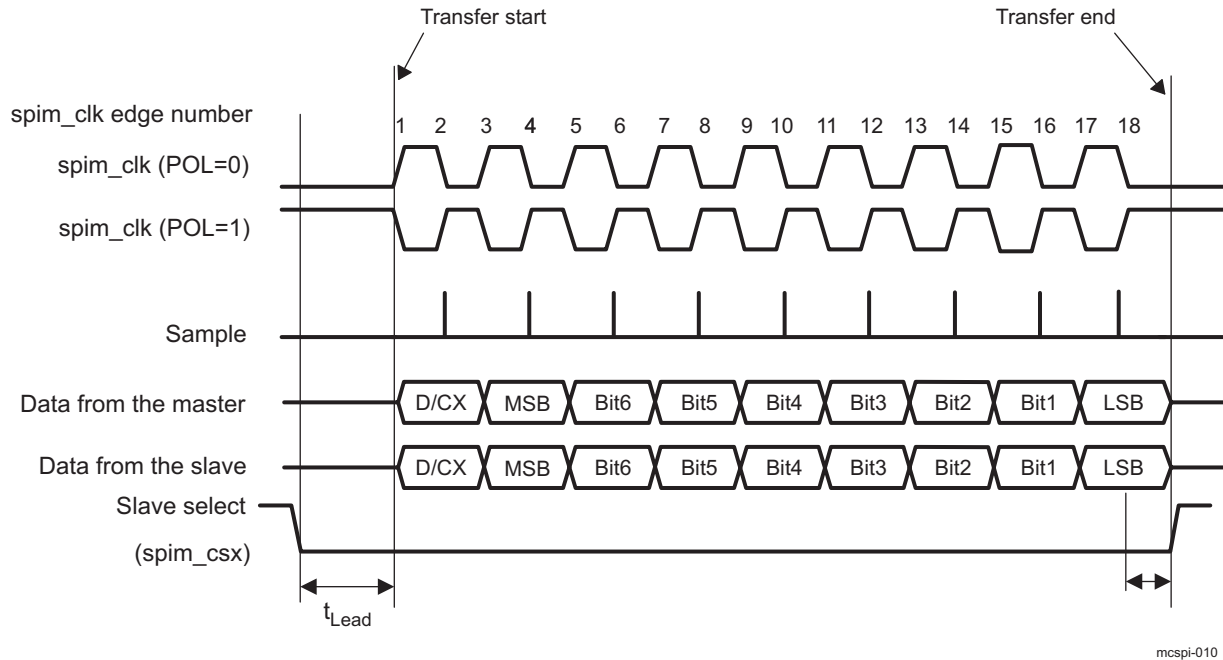 Transfer start
Transfer end
spim_clk edge number
1 2 3 4 5 6 7 8 9 10 11 12 13 14 15 16 17 18
spim_clk (POL=0)
spim_clk (POL=1)
Sample
Data from the master
D/CX MSB Bit6 Bit5 Bit4 Bit3 Bit2 Bit1 LSB
Data from the slave
D/CX MSB Bit6 Bit5 Bit4 Bit3 Bit2 Bit1 LSB
Slave select
(spim_csx)
tLead
mcspi-010